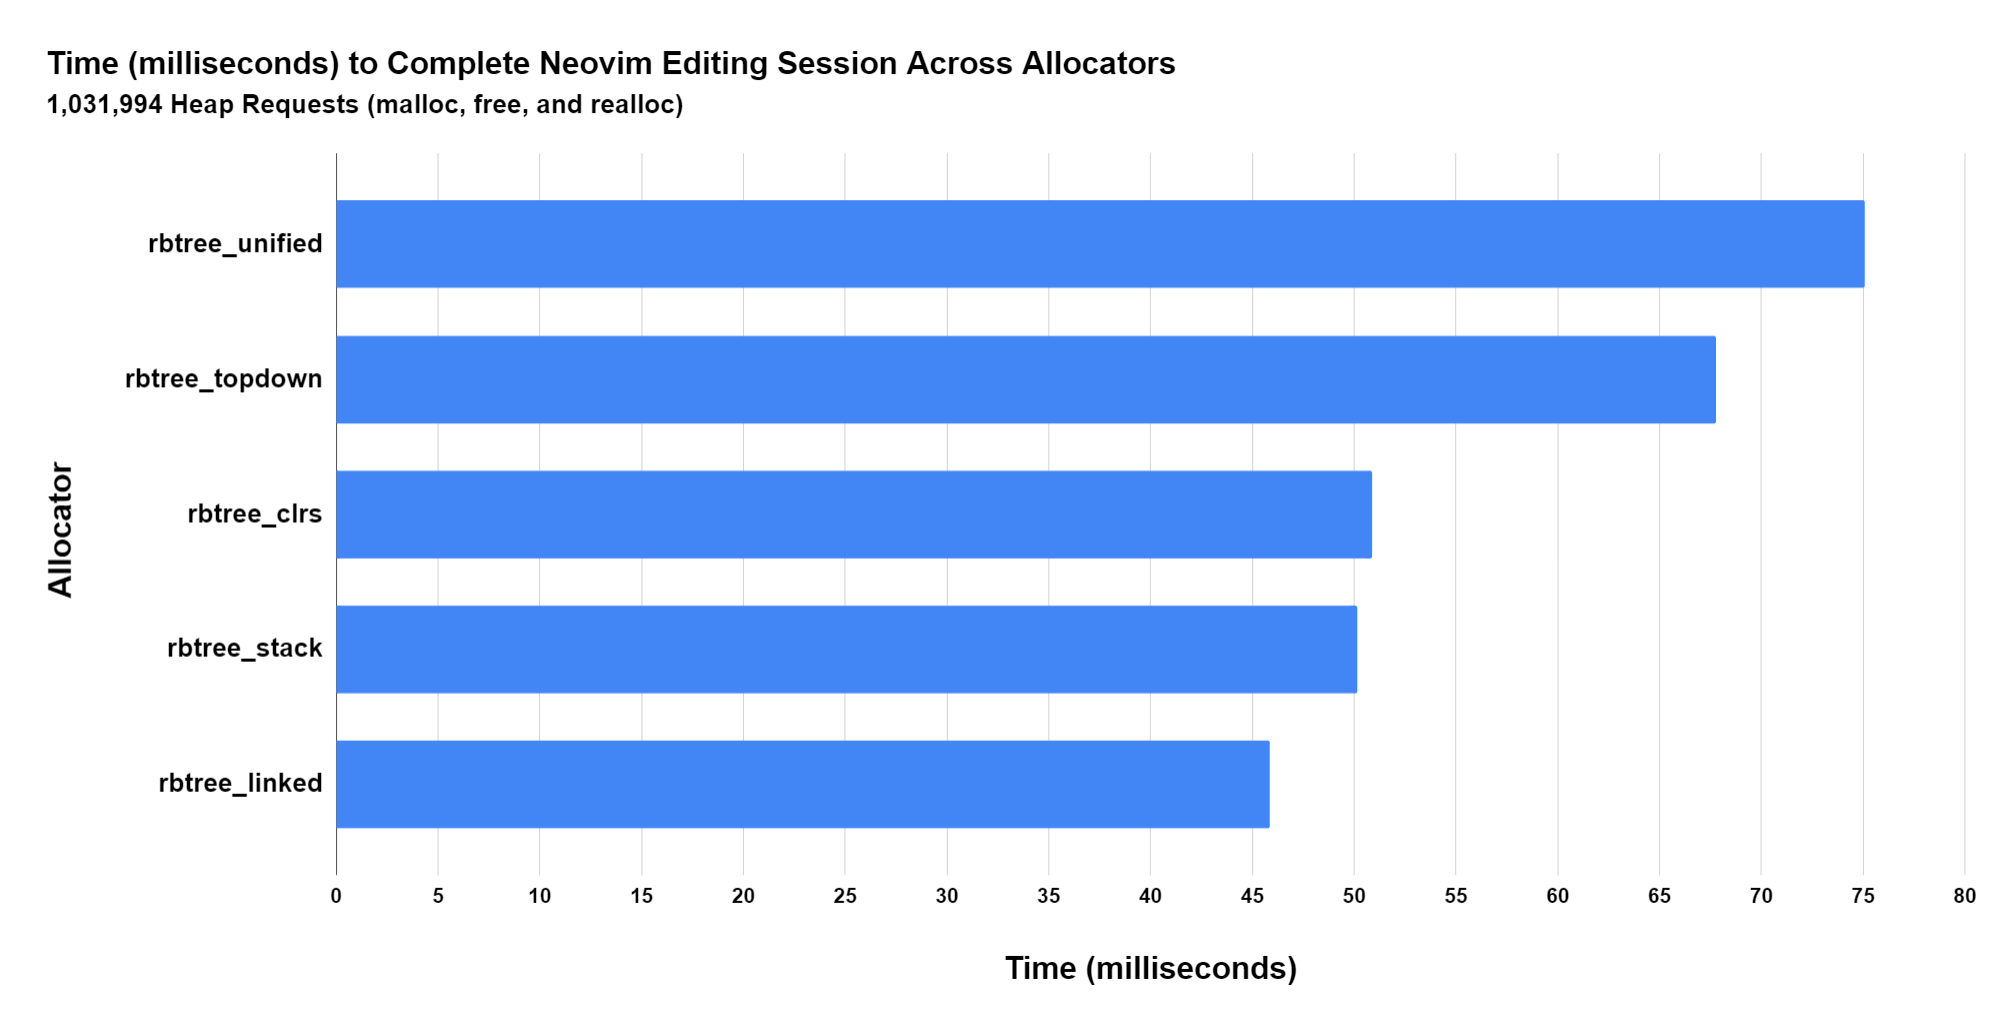 Time (milliseconds) to Complete Neovim Editing Session Across Allocators
1,031,994 Heap Requests (malloc, free, and realloc)
Allocator
rbtree_unified
rbtree_topdown
rbtree_clrs
rbtree_stack
rbtree_linked
0 5 10 15 20 25 30 35 40 45 50 55 60 65 70 75 80
Time (milliseconds)